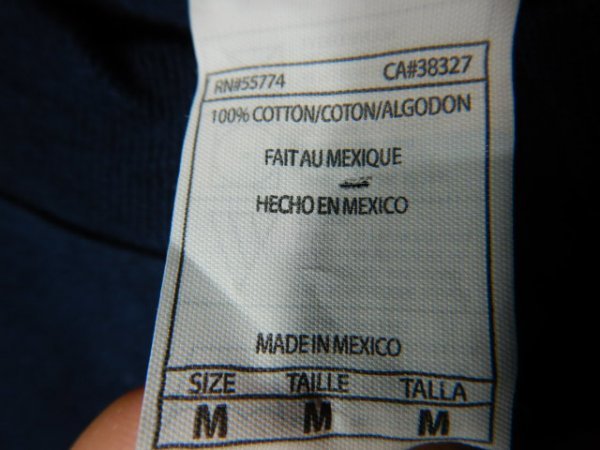 RN#55774 CA#38327
100% COTTON/COTON/ALGODON
FAIT AU MEXIQUE
HECHO EN MEXICO
MADE IN MEXICO
SIZE TAILLE TALLA
M M M